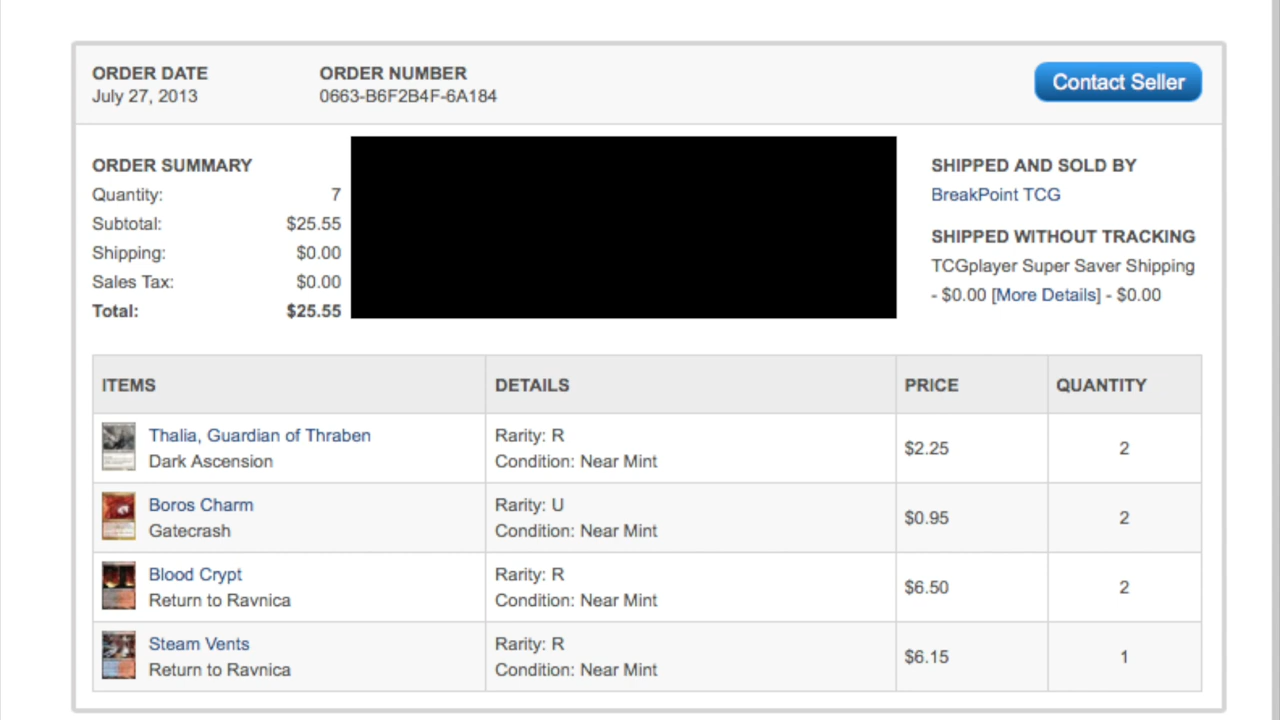 ORDER DATE
July 27, 2013
ORDER NUMBER
0663-B6F2B4F-6A184
Contact Seller
ORDER SUMMARY
Quantity: 7
Subtotal: $25.55
Shipping: $0.00
Sales Tax: $0.00
Total: $25.55
SHIPPED AND SOLD BY
BreakPoint TCG
SHIPPED WITHOUT TRACKING
TCGplayer Super Saver Shipping
- $0.00 [More Details] - $0.00
ITEMS DETAILS PRICE QUANTITY
Thalia, Guardian of Thraben
Dark Ascension
Rarity: R
Condition: Near Mint
$2.25
2
Boros Charm
Gatecrash
Rarity: U
Condition: Near Mint
$0.95
2
Blood Crypt
Return to Ravnica
Rarity: R
Condition: Near Mint
$6.50
2
Steam Vents
Return to Ravnica
Rarity: R
Condition: Near Mint
$6.15
1